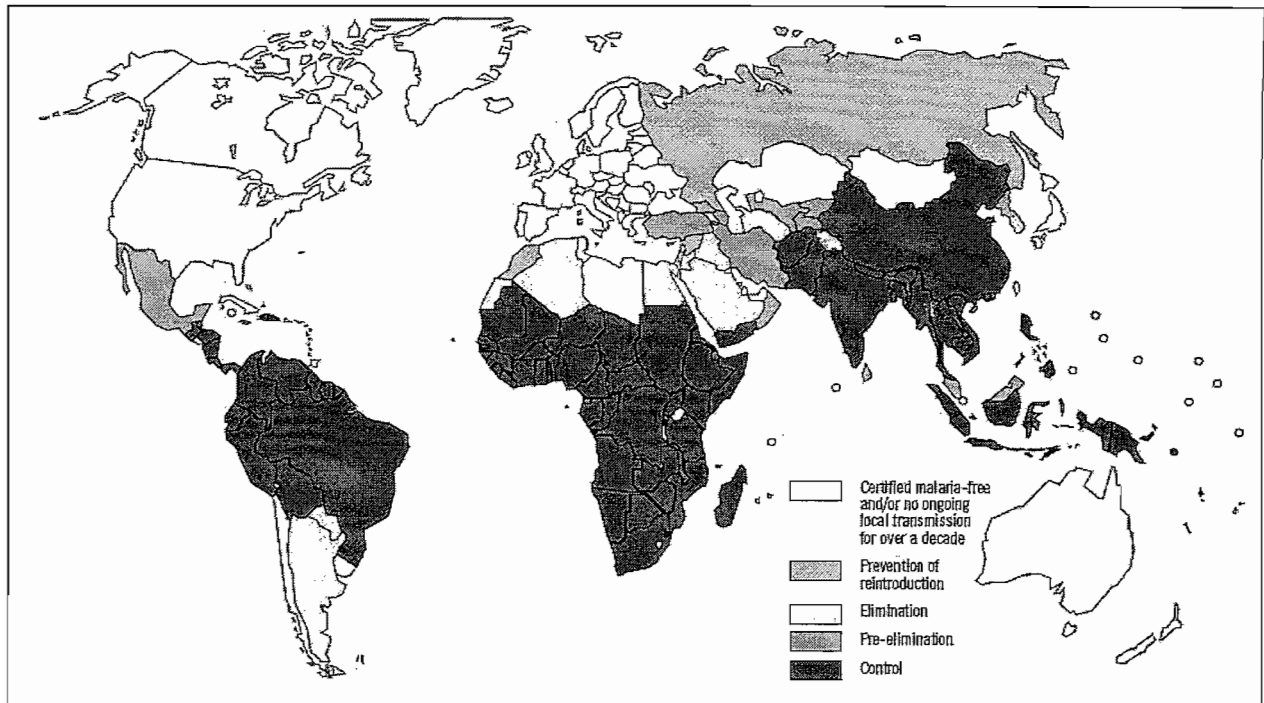 Certified malaria-free
and/or no ongoing
local transmission
for over a decade
Prevention of
reintroduction
Elimination
Pre-elimination
Control